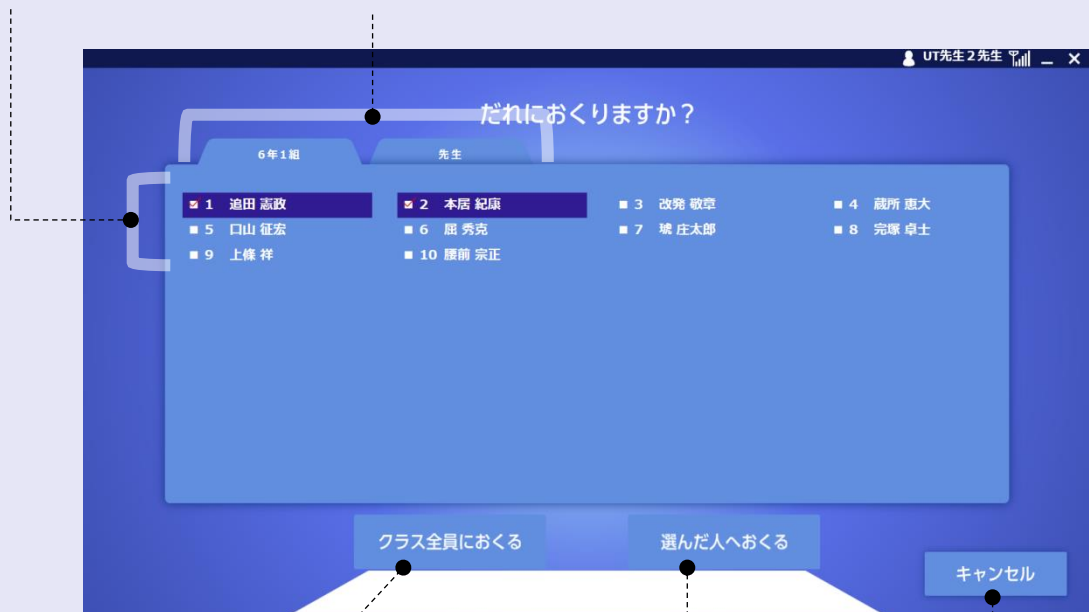 UT先生2先生
だれにおくりますか？
6年1組 先生
1 追田 憲政 2 本居 紀康 3 改発 敬章 4 蔵所 恵大
5 口山 征宏 6 屈 秀克 7 琥 庄太郎 8 完塚 卓士
9 上條 祥 10 腰前 宗正
クラス全員におくる 選んだ人へおくる
キャンセル